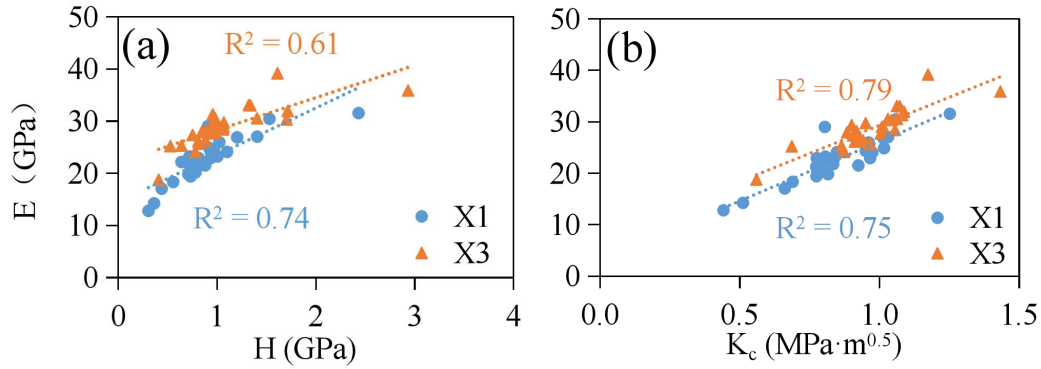 50
40
30
20
10
0
E (GPa)
(a)
R² = 0.61
R² = 0.74
X1
X3
0 1 2 3 4
H (GPa)
50
40
30
20
10
0
(b)
R² = 0.79
R² = 0.75
X1
X3
0.0 0.5 1.0 1.5
K_c (MPa·m^0.5)